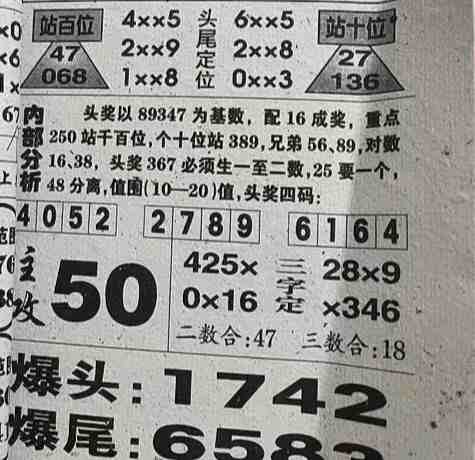 站百位
47
068
4××5 头 6××5
2××9 尾定 2××8
1××8 位 0××3
站十位
27
136
内部分析
头奖以89347为基数，配16成奖，重点
250站千百位，个十位站389，兄弟56、89，对数
16、38，头奖367必须生一至二数，25要一个，
48分离，值围(10—20)值，头奖四码：
4052 2789 6164
主攻 50
425× 三 28×9
0×16 字定 ×346
二数合:47 三数合:18
爆头:1742
爆尾:6583